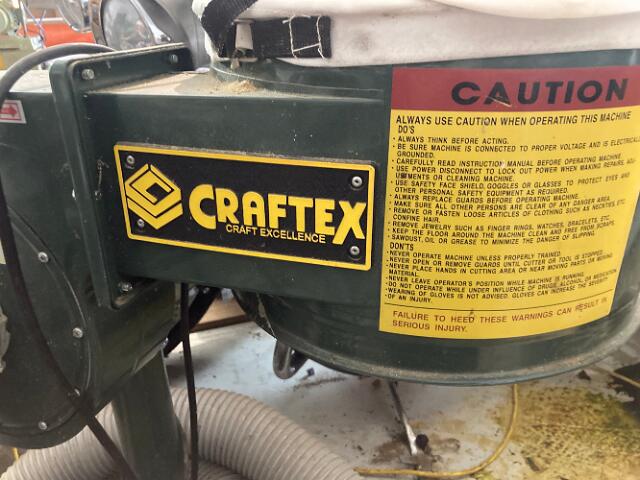 CRAFTEX
CRAFT EXCELLENCE
CAUTION
ALWAYS USE CAUTION WHEN OPERATING THIS MACHINE
DO'S
• ALWAYS THINK BEFORE ACTING.
• BE SURE MACHINE IS CONNECTED TO PROPER VOLTAGE AND IS ELECTRICALLY
GROUNDED.
• CAREFULLY READ INSTRUCTION MANUAL BEFORE OPERATING MACHINE.
• USE POWER DISCONNECT TO LOCK OUT POWER WHEN MAKING REPAIRS,
USTMENTS OR CLEANING MACHINE.
• USE SAFETY FACE SHIELD, GOGGLES OR GLASSES TO PROTECT EYES AND
OTHER PERSONAL SAFETY EQUIPMENT AS REQUIRED.
• ALWAYS REPLACE GUARDS BEFORE OPERATING MACHINE.
• MAKE SURE ALL OTHER PERSONS ARE CLEAR OF ANY DANGER AREA.
• REMOVE OR FASTEN LOOSE ARTICLES OF CLOTHING SUCH AS NECKTIES, ETC.
CONFINE HAIR.
• REMOVE JEWELRY SUCH AS FINGER RINGS, WATCHES, BRACELETS, ETC.
• KEEP THE FLOOR AROUND THE MACHINE CLEAN AND FREE FROM SCRAPS,
SAWDUST, OIL OR GREASE TO MINIMIZE THE DANGER OF SLIPPING.
DON'TS
• NEVER OPERATE MACHINE UNLESS PROPERLY TRAINED.
• NEVER OPEN OR REMOVE GUARDS UNTIL CUTTER OR TOOL IS STOPPED.
• NEVER PLACE HANDS IN CUTTING AREA OR NEAR MOVING PARTS OR MOVING
MATERIAL.
• NEVER LEAVE OPERATOR'S POSITION WHILE MACHINE IS RUNNING.
• DO NOT OPERATE WHILE UNDER INFLUENCE OF DRUGS, ALCOHOL, OR MEDICATION.
• WEARING OF GLOVES IS NOT ADVISED. GLOVES CAN INCREASE THE SEVERITY
OF AN INJURY.
FAILURE TO HEED THESE WARNINGS CAN RESULT IN
SERIOUS INJURY.